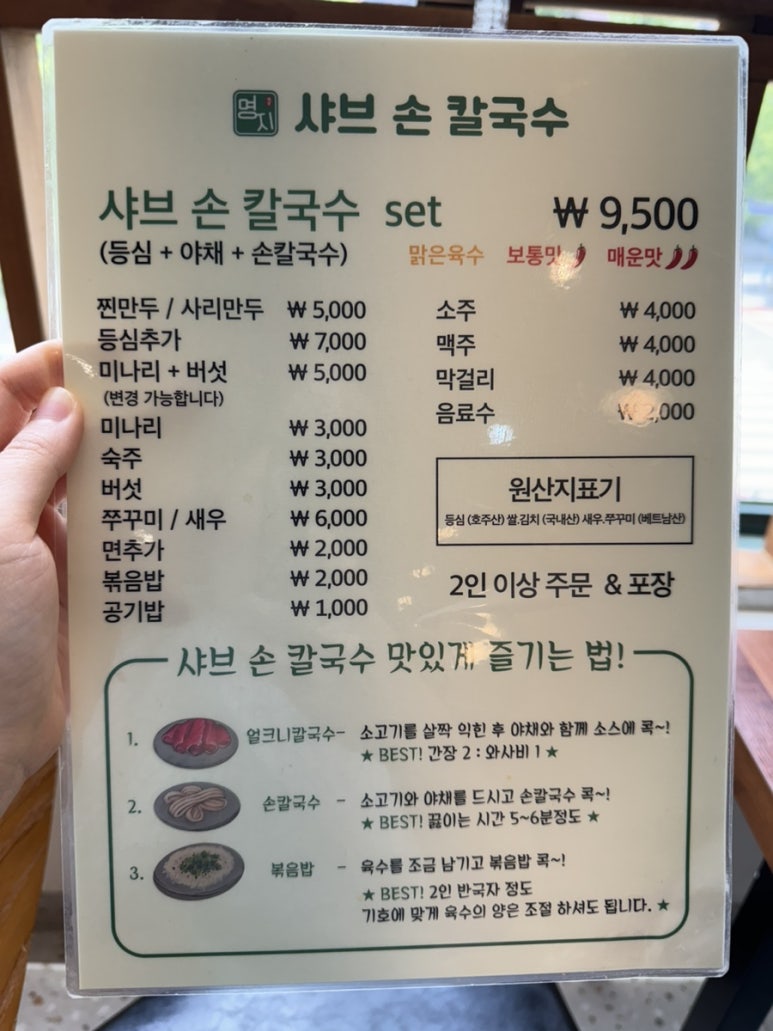 명지 샤브 손 칼국수
샤브 손 칼국수 set ₩ 9,500
(등심 + 야채 + 손칼국수) 맑은육수 보통맛 매운맛
찐만두 / 사리만두 ₩ 5,000
등심추가 ₩ 7,000
미나리 + 버섯 ₩ 5,000
(변경 가능합니다)
미나리 ₩ 3,000
숙주 ₩ 3,000
버섯 ₩ 3,000
쭈꾸미 / 새우 ₩ 6,000
면추가 ₩ 2,000
볶음밥 ₩ 2,000
공기밥 ₩ 1,000
소주 ₩ 4,000
맥주 ₩ 4,000
막걸리 ₩ 4,000
음료수 ₩ 2,000
원산지표기
등심 (호주산) 쌀.김치 (국내산) 새우.쭈꾸미 (베트남산)
2인 이상 주문 & 포장
샤브 손 칼국수 맛있게 즐기는 법!
1. 얼크니칼국수- 소고기를 살짝 익힌 후 야채와 함께 소스에 콕~!
★ BEST! 간장 2 : 와사비 1 ★
2. 손칼국수 - 소고기와 야채를 드시고 손칼국수 콕~!
★ BEST! 끓이는 시간 5~6분정도 ★
3. 볶음밥 - 육수를 조금 남기고 볶음밥 콕~!
★ BEST! 2인 반국자 정도
기호에 맞게 육수의 양은 조절 하셔도 됩니다. ★